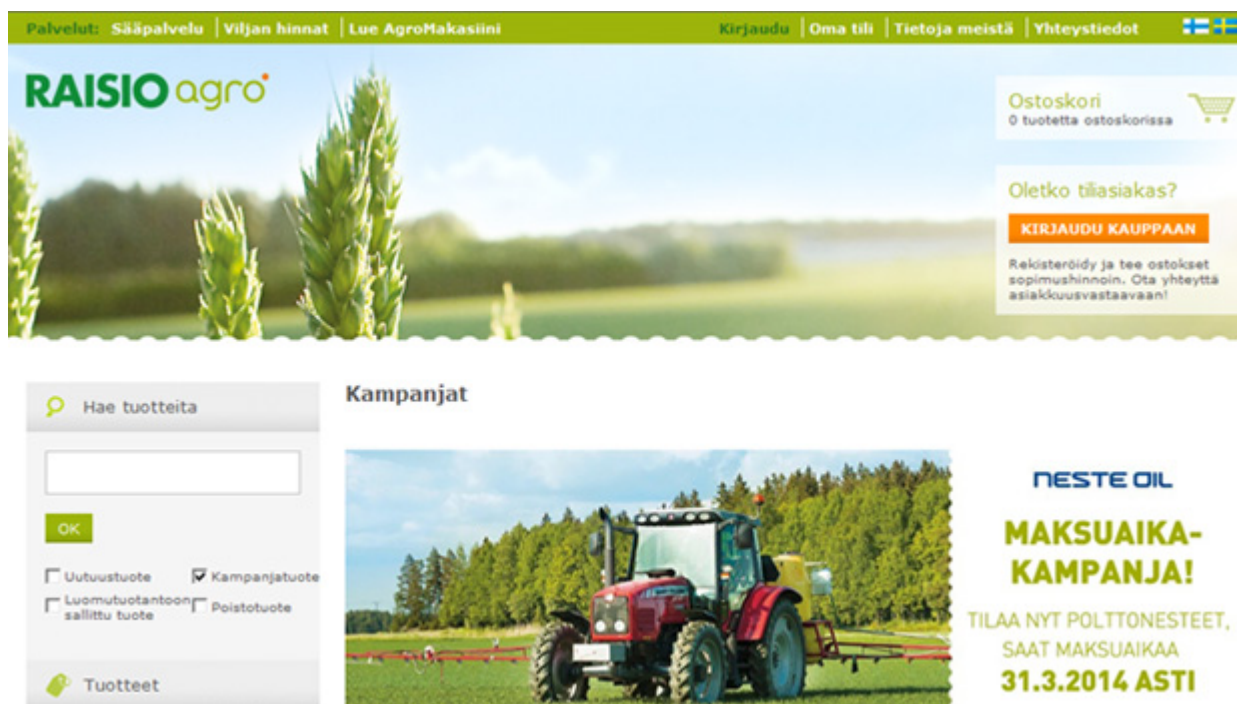 Palvelut: Sääpalvelu | Viljan hinnat | Lue AgroMakasiini
Kirjaudu | Oma tili | Tietoja meistä | Yhteystiedot
RAISIO agro
Ostoskori
0 tuotetta ostoskorissa
Oletko tiliasiakas?
KIRJAUDU KAUPPAAN
Rekisteröidy ja tee ostokset
sopimushinnoin. Ota yhteyttä
asiakkuusvastaavaan!
Hae tuotteita
OK
Uutuustuote
Kampanjatuote
Luomutuotantoon
sallittu tuote
Poistotuote
Tuotteet
Kampanjat
NESTE OIL
MAKSUAIKA-
KAMPANJA!
TILAA NYT POLTTONESTEET,
SAAT MAKSUAIKAA
31.3.2014 ASTI